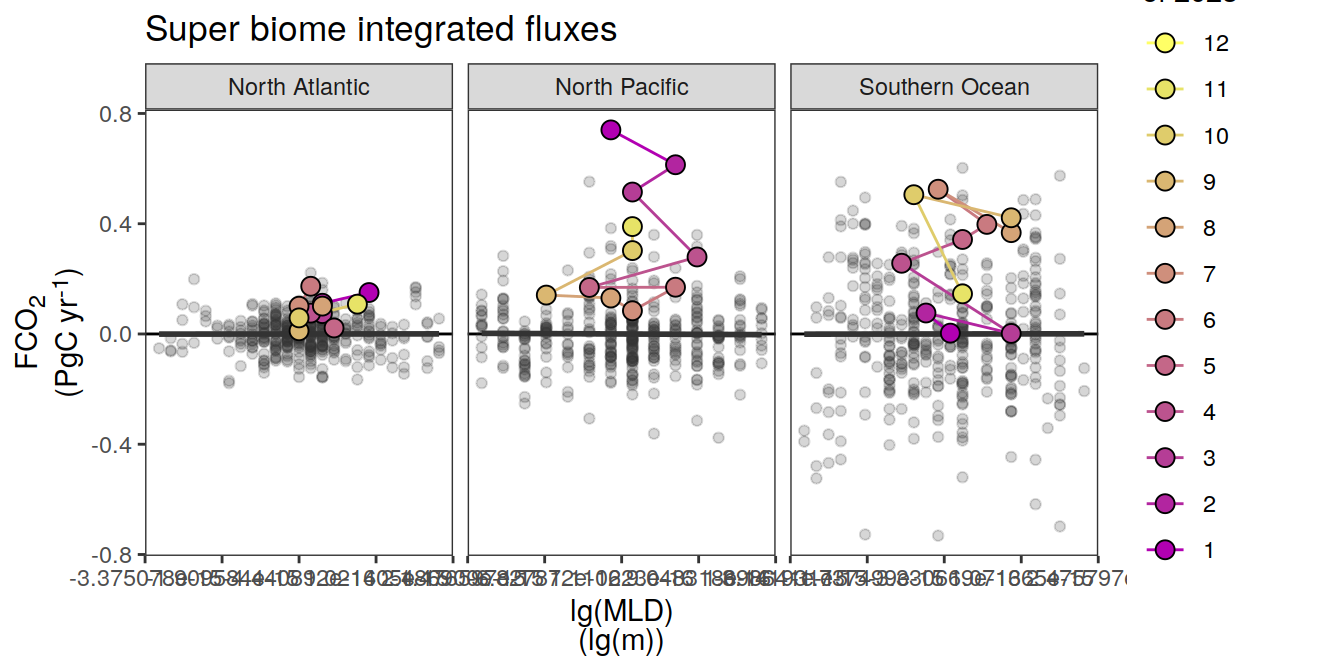 Super biome integrated fluxes
North Atlantic
North Pacific
Southern Ocean
0.8
0.4
0.0
-0.4
-0.8
FCO2
(PgC yr⁻¹)
lg(MLD)
(lg(m))
12
11
10
9
8
7
6
5
4
3
2
1